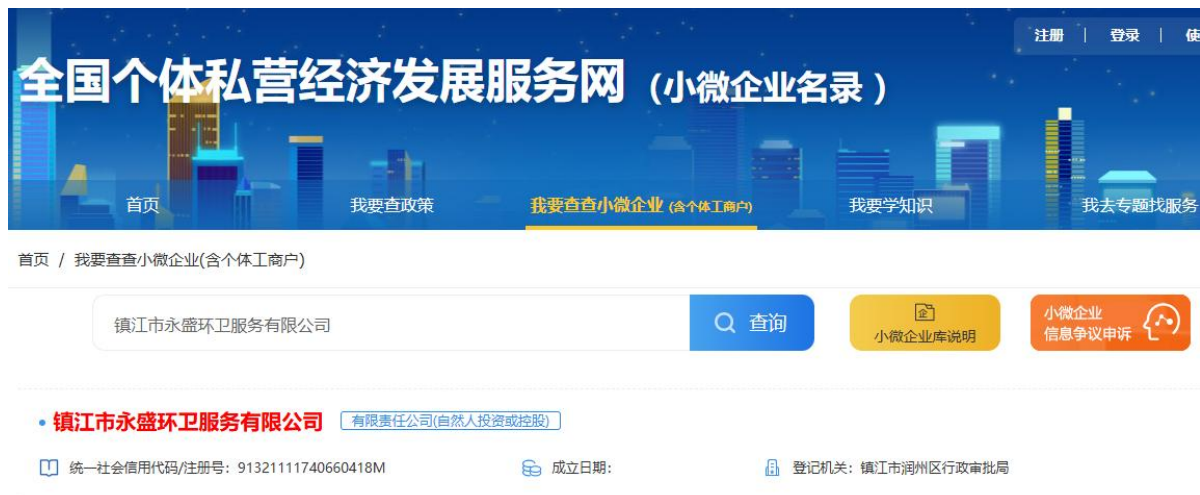 注册 | 登录 | 使
全国个体私营经济发展服务网 (小微企业名录)
首页 我要查政策 我要查查小微企业 (含个体工商户) 我要学知识 我去专题找服务
首页 / 我要查查小微企业(含个体工商户)
镇江市永盛环卫服务有限公司 查询 小微企业库说明 小微企业
信息争议申诉
镇江市永盛环卫服务有限公司 有限责任公司(自然人投资或控股)
统一社会信用代码/注册号: 91321111740660418M 成立日期: 登记机关: 镇江市润州区行政审批局